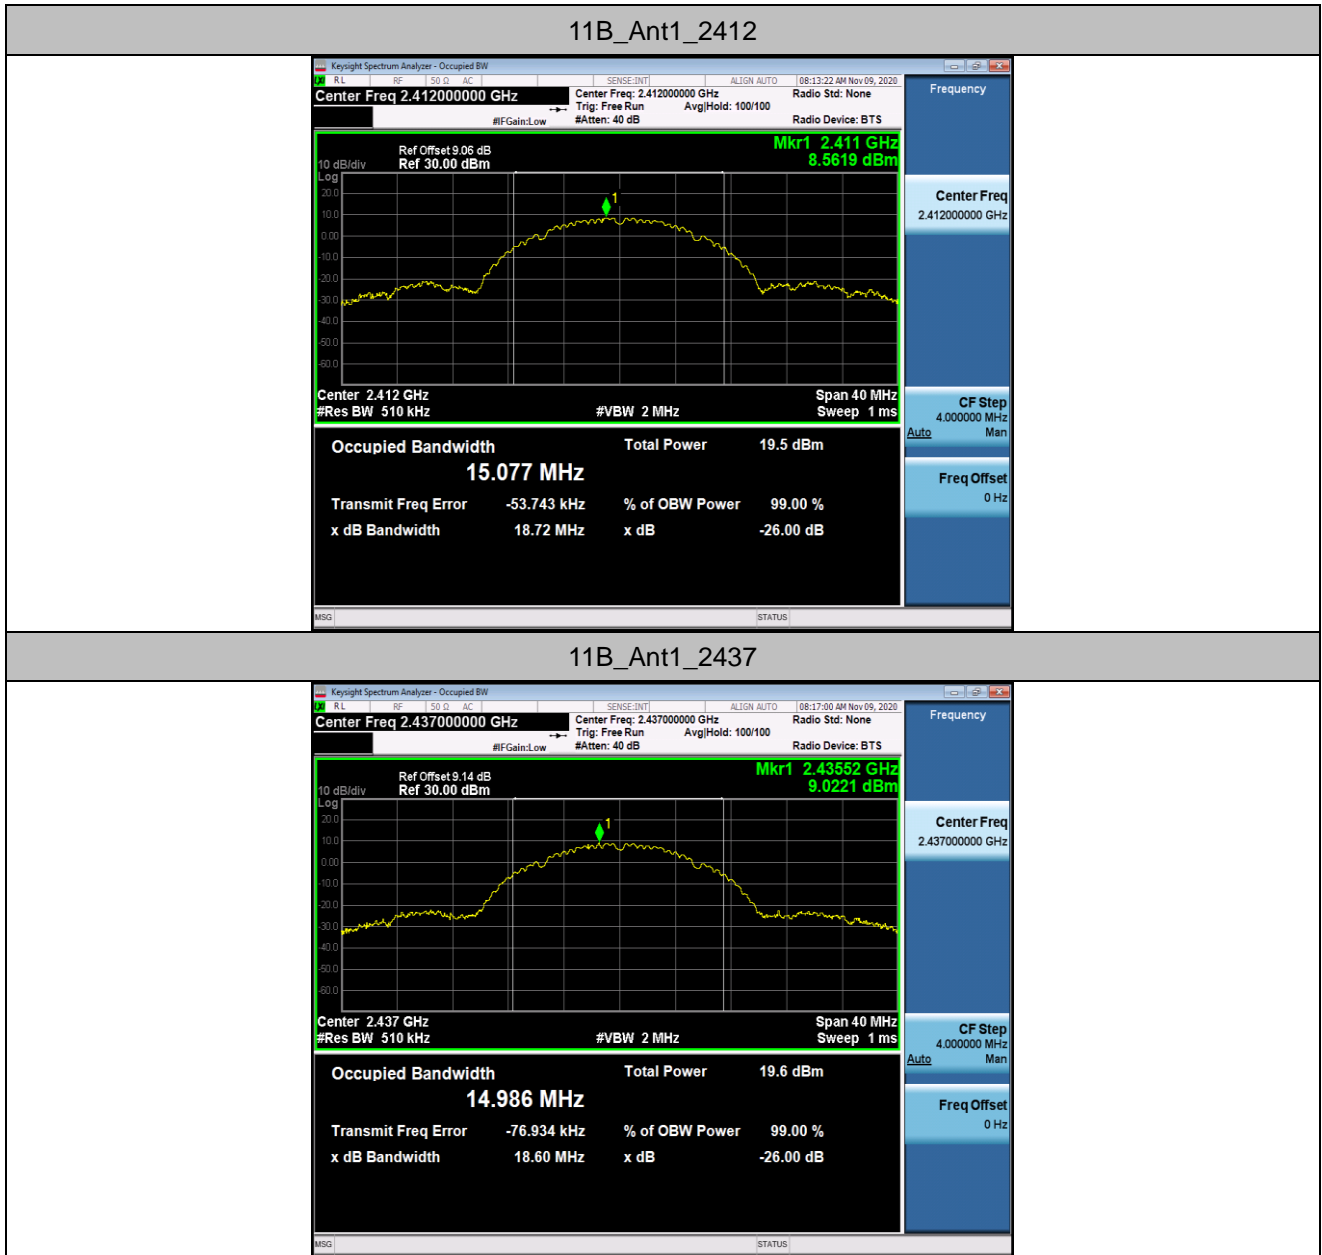 11B_Ant1_2412
Keysight Spectrum Analyzer - Occupied BW
LXI RL RF 50 Ω AC SENSE:INT ALIGN AUTO 08:13:22 AM Nov 09, 2020
Center Freq 2.412000000 GHz
Center Freq: 2.412000000 GHz Radio Std: None
Trig: Free Run Avg|Hold: 100/100
#IFGain:Low #Atten: 40 dB Radio Device: BTS
Frequency
Mkr1 2.411 GHz
8.5619 dBm
Ref Offset 9.06 dB
10 dB/div Ref 30.00 dBm
Log
20.0
10.0
0.00
-10.0
-20.0
-30.0
-40.0
-50.0
-60.0
1
Center Freq
2.412000000 GHz
Center 2.412 GHz Span 40 MHz
#Res BW 510 kHz #VBW 2 MHz Sweep 1 ms
CF Step
4.000000 MHz
Auto Man
Occupied Bandwidth Total Power 19.5 dBm
15.077 MHz
Transmit Freq Error -53.743 kHz % of OBW Power 99.00 %
x dB Bandwidth 18.72 MHz x dB -26.00 dB
Freq Offset
0 Hz
MSG STATUS
11B_Ant1_2437
Keysight Spectrum Analyzer - Occupied BW
LXI RL RF 50 Ω AC SENSE:INT ALIGN AUTO 08:17:00 AM Nov 09, 2020
Center Freq 2.437000000 GHz
Center Freq: 2.437000000 GHz Radio Std: None
Trig: Free Run Avg|Hold: 100/100
#IFGain:Low #Atten: 40 dB Radio Device: BTS
Frequency
Mkr1 2.43552 GHz
9.0221 dBm
Ref Offset 9.14 dB
10 dB/div Ref 30.00 dBm
Log
20.0
10.0
0.00
-10.0
-20.0
-30.0
-40.0
-50.0
-60.0
1
Center Freq
2.437000000 GHz
Center 2.437 GHz Span 40 MHz
#Res BW 510 kHz #VBW 2 MHz Sweep 1 ms
CF Step
4.000000 MHz
Auto Man
Occupied Bandwidth Total Power 19.6 dBm
14.986 MHz
Transmit Freq Error -76.934 kHz % of OBW Power 99.00 %
x dB Bandwidth 18.60 MHz x dB -26.00 dB
Freq Offset
0 Hz
MSG STATUS